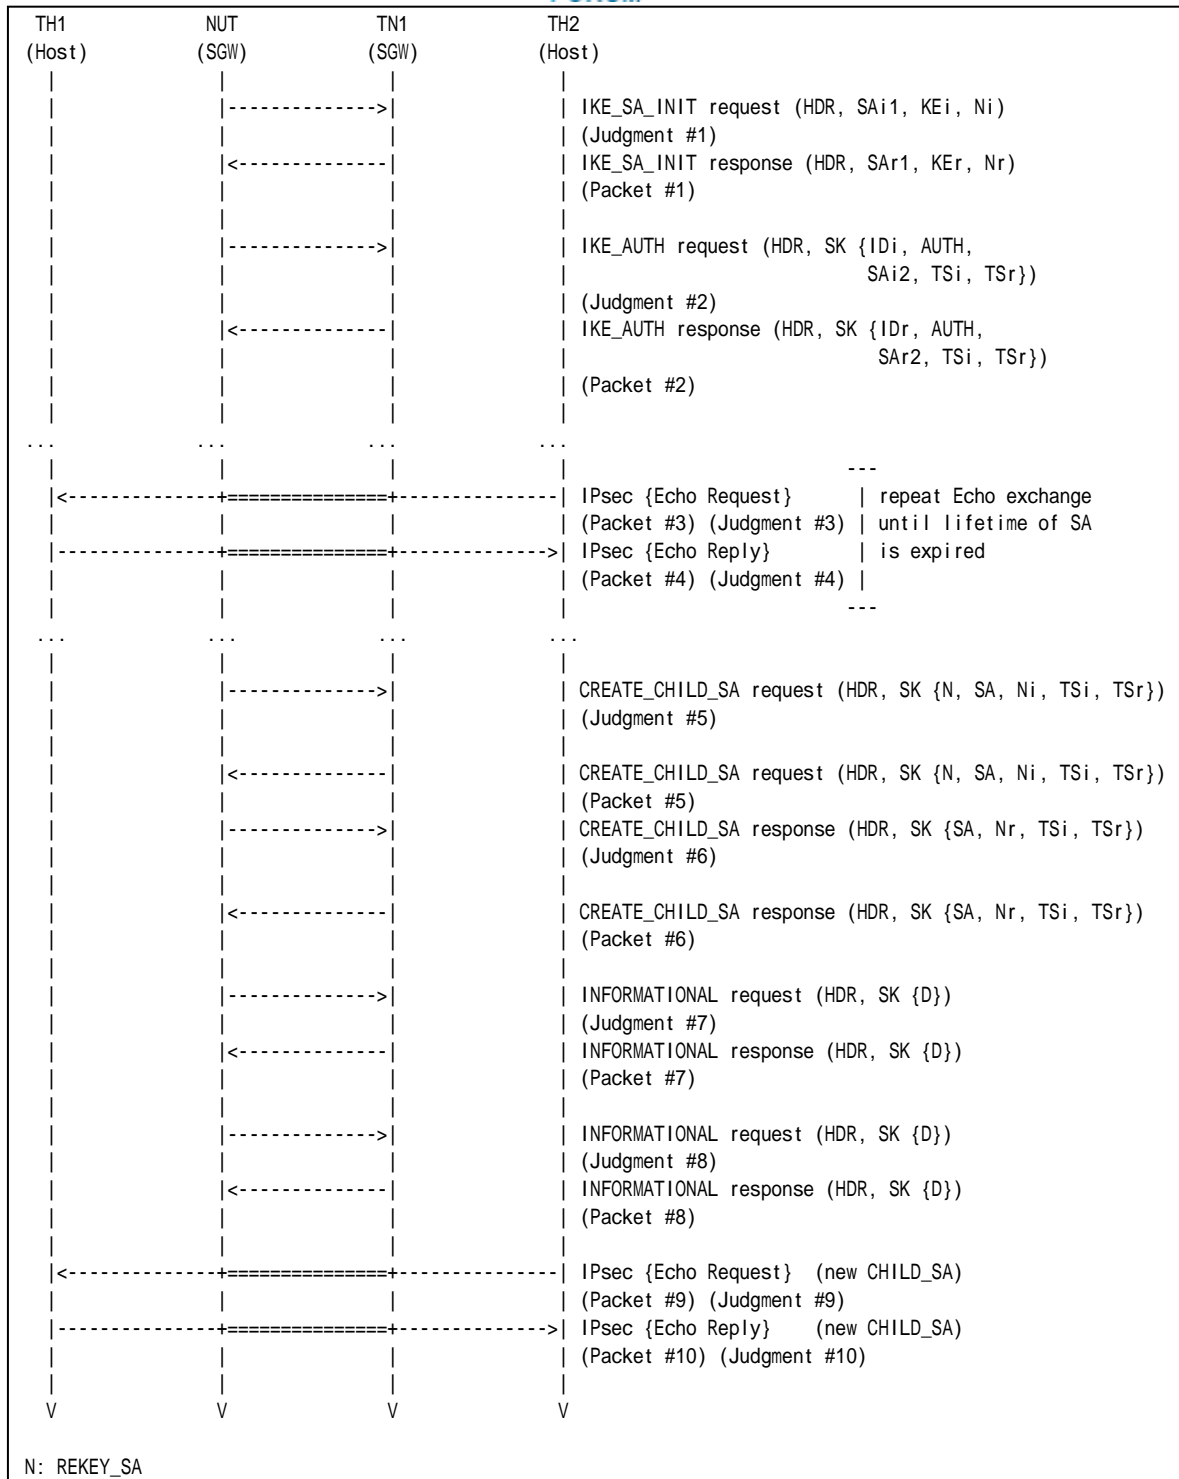 TH1 NUT TN1 TH2
(Host) (SGW) (SGW) (Host)
| | | |
| |-------------->| | IKE_SA_INIT request (HDR, SAi1, KEi, Ni)
| | | | (Judgment #1)
| |<--------------| | IKE_SA_INIT response (HDR, SAr1, KEr, Nr)
| | | | (Packet #1)
| | | |
| |-------------->| | IKE_AUTH request (HDR, SK {IDi, AUTH,
| | | | SAi2, TSi, TSr})
| | | | (Judgment #2)
| |<--------------| | IKE_AUTH response (HDR, SK {IDr, AUTH,
| | | | SAr2, TSi, TSr})
| | | | (Packet #2)
| | | |
... ... ... ...
| | | | ---
|<--------------+===============+--------------| IPsec {Echo Request} | repeat Echo exchange
| | | | (Packet #3) (Judgment #3) | until lifetime of SA
|---------------+===============+-------------->| IPsec {Echo Reply} | is expired
| | | | (Packet #4) (Judgment #4) |
| | | | ---
... ... ... ...
| | | |
| |-------------->| | CREATE_CHILD_SA request (HDR, SK {N, SA, Ni, TSi, TSr})
| | | | (Judgment #5)
| | | |
| |<--------------| | CREATE_CHILD_SA request (HDR, SK {N, SA, Ni, TSi, TSr})
| | | | (Packet #5)
| |-------------->| | CREATE_CHILD_SA response (HDR, SK {SA, Nr, TSi, TSr})
| | | | (Judgment #6)
| | | |
| |<--------------| | CREATE_CHILD_SA response (HDR, SK {SA, Nr, TSi, TSr})
| | | | (Packet #6)
| | | |
| |-------------->| | INFORMATIONAL request (HDR, SK {D})
| | | | (Judgment #7)
| |<--------------| | INFORMATIONAL response (HDR, SK {D})
| | | | (Packet #7)
| | | |
| |-------------->| | INFORMATIONAL request (HDR, SK {D})
| | | | (Judgment #8)
| |<--------------| | INFORMATIONAL response (HDR, SK {D})
| | | | (Packet #8)
| | | |
|<--------------+===============+---------------| IPsec {Echo Request} (new CHILD_SA)
| | | | (Packet #9) (Judgment #9)
|---------------+===============+-------------->| IPsec {Echo Reply} (new CHILD_SA)
| | | | (Packet #10) (Judgment #10)
| | | |
V V V V
N: REKEY_SA